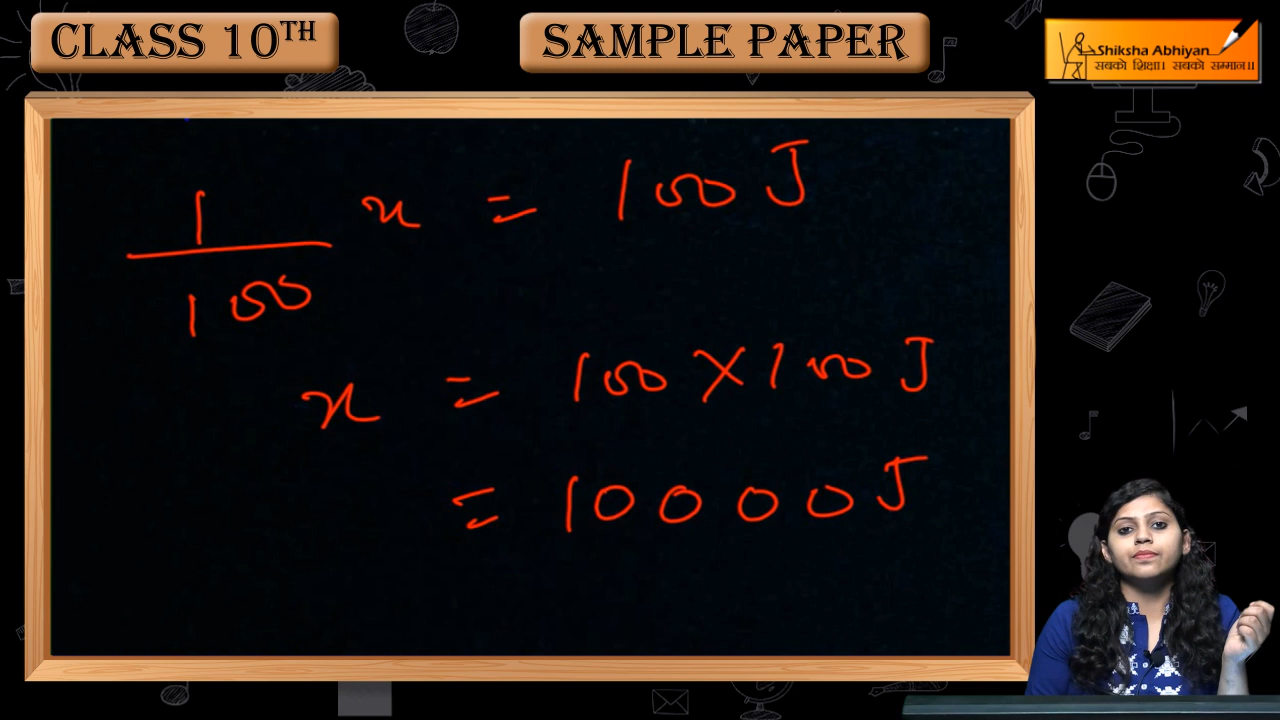 CLASS 10TH
SAMPLE PAPER
Shiksha Abhiyan
सबको शिक्षा। सबको सम्मान॥
1/100 x = 100 J
x = 100 × 100 J
= 10000 J